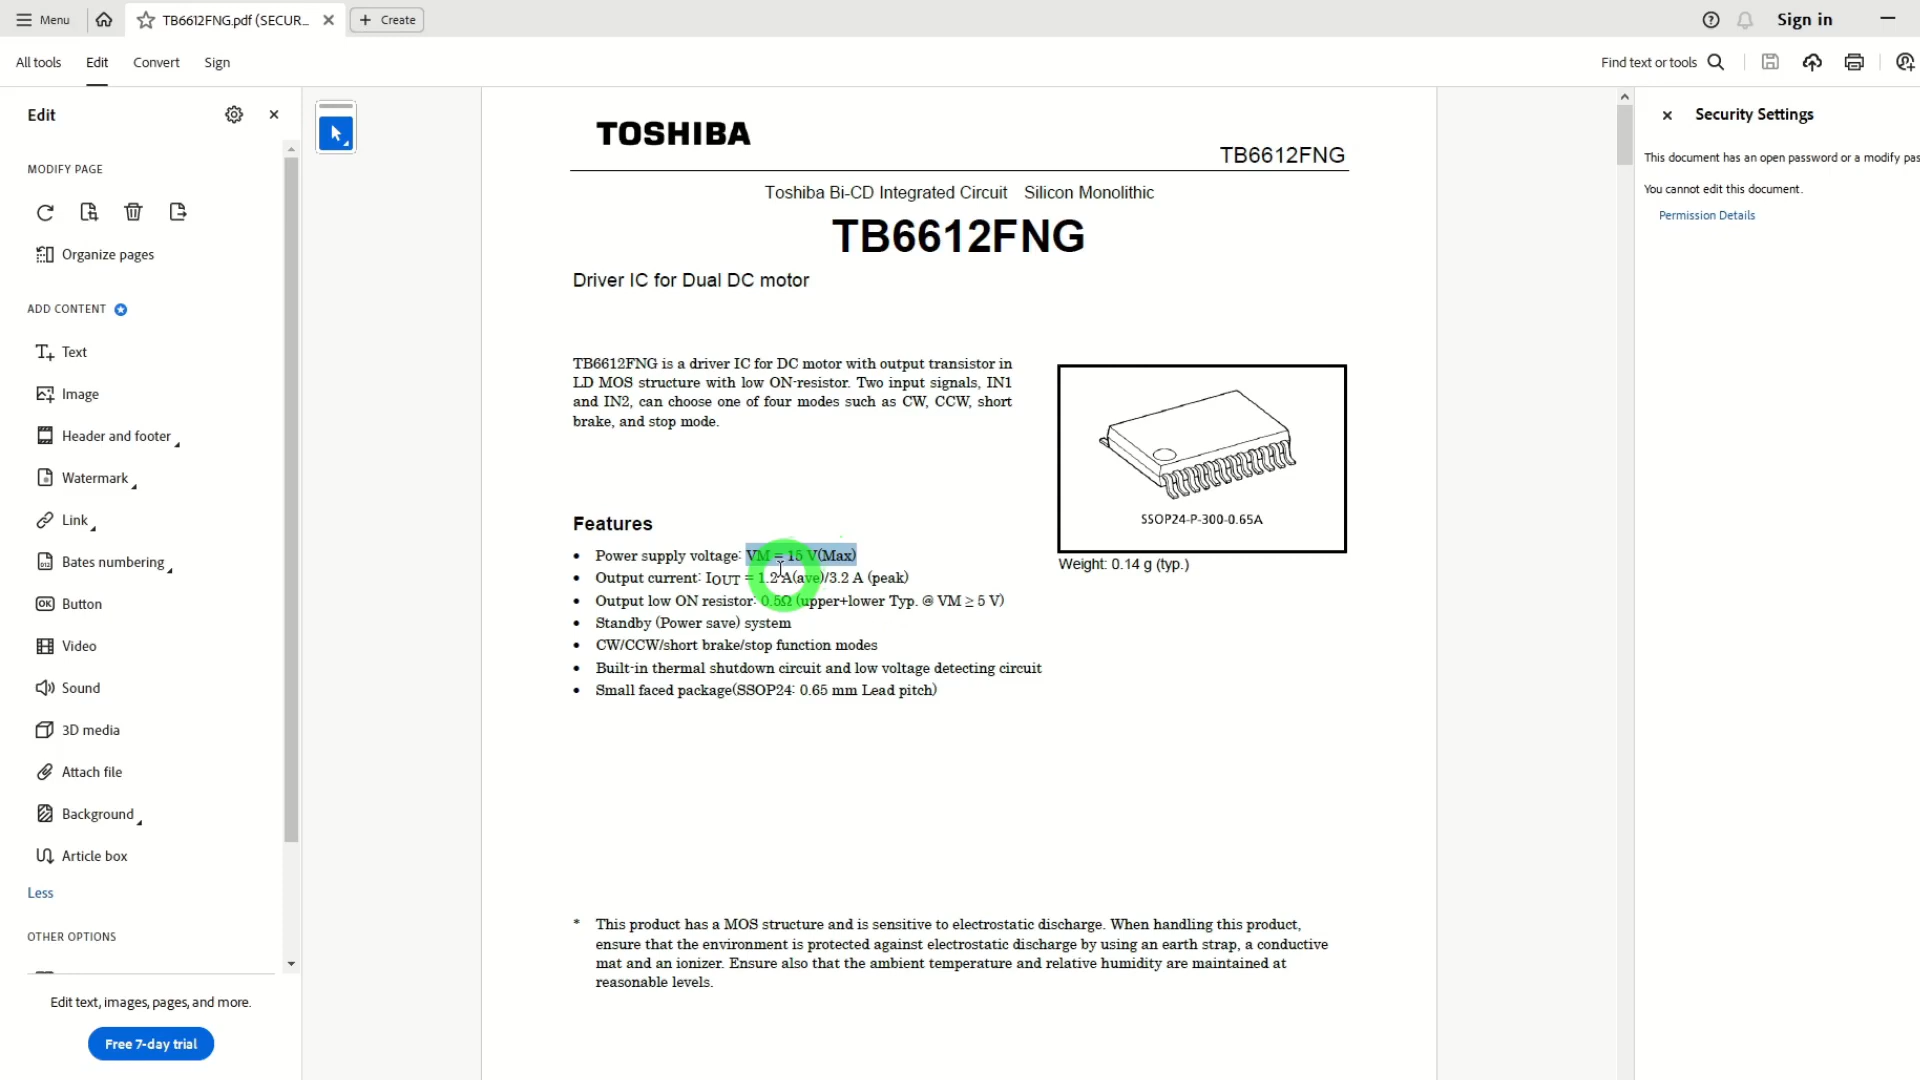 Menu
TB6612FNG.pdf (SECUR...
Create
Sign in
All tools
Edit
Convert
Sign
Find text or tools
Edit
MODIFY PAGE
Organize pages
ADD CONTENT
Text
Image
Header and footer
Watermark
Link
Bates numbering
OK Button
Video
Sound
3D media
Attach file
Background
Article box
Less
OTHER OPTIONS
Edit text, images, pages, and more.
Free 7-day trial
TOSHIBA
TB6612FNG
Toshiba Bi-CD Integrated Circuit Silicon Monolithic
TB6612FNG
Driver IC for Dual DC motor
TB6612FNG is a driver IC for DC motor with output transistor in
LD MOS structure with low ON-resistor. Two input signals, IN1
and IN2, can choose one of four modes such as CW, CCW, short
brake, and stop mode.
SSOP24-P-300-0.65A
Weight: 0.14 g (typ.)
Features
• Power supply voltage: VM = 15 V(Max)
• Output current: IOUT = 1.2 A(ave)/3.2 A (peak)
• Output low ON resistor: 0.5Ω (upper+lower Typ. @ VM ≥ 5 V)
• Standby (Power save) system
• CW/CCW/short brake/stop function modes
• Built-in thermal shutdown circuit and low voltage detecting circuit
• Small faced package(SSOP24: 0.65 mm Lead pitch)
* This product has a MOS structure and is sensitive to electrostatic discharge. When handling this product,
ensure that the environment is protected against electrostatic discharge by using an earth strap, a conductive
mat and an ionizer. Ensure also that the ambient temperature and relative humidity are maintained at
reasonable levels.
Security Settings
This document has an open password or a modify pas
You cannot edit this document.
Permission Details